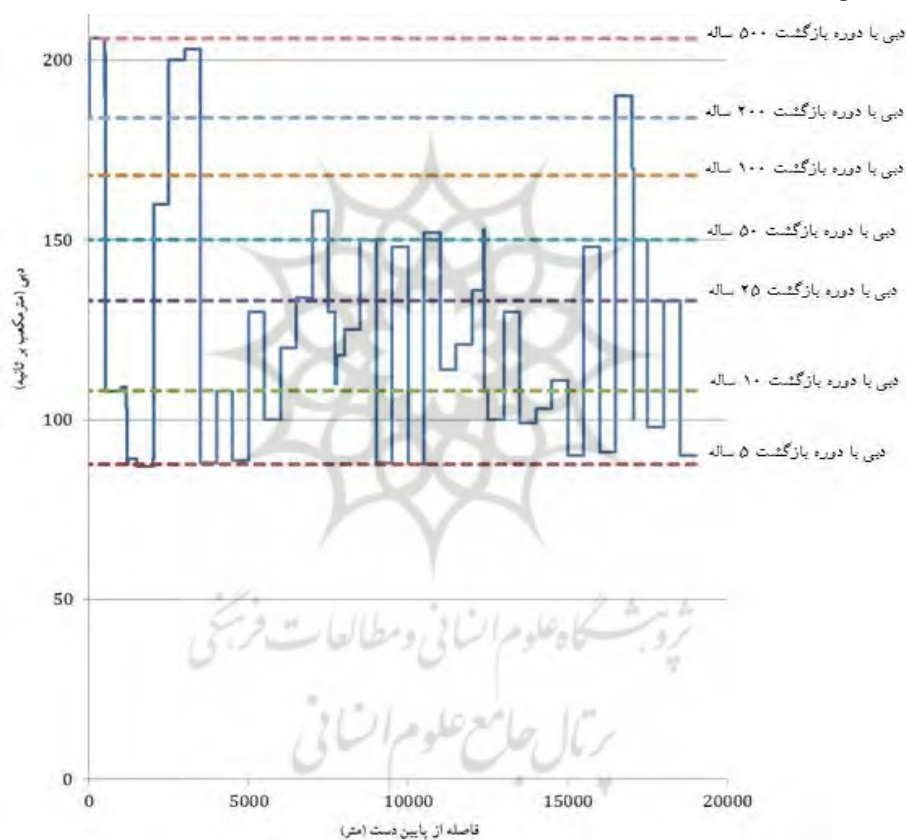 دبی با دوره بازگشت ۵۰۰ ساله
200
دبی با دوره بازگشت ۲۰۰ ساله
دبی با دوره بازگشت ۱۰۰ ساله
150
دبی با دوره بازگشت ۵۰ ساله
دبی با دوره بازگشت ۲۵ ساله
دبی (مترمکعب بر ثانیه)
دبی با دوره بازگشت ۱۰ ساله
100
دبی با دوره بازگشت ۵ ساله
50
پژوهشگاه علوم انسانی و مطالعات فرهنگی
پرتال جامع علوم انسانی
0
0 5000 10000 15000 20000
فاصله از پایین دست (متر)